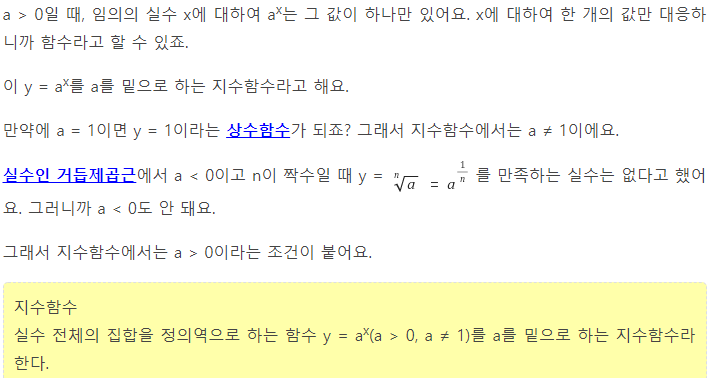 a > 0일 때, 임의의 실수 x에 대하여 aˣ는 그 값이 하나만 있어요. x에 대하여 한 개의 값만 대응하
니까 함수라고 할 수 있죠.
이 y = aˣ를 a를 밑으로 하는 지수함수라고 해요.
만약에 a = 1이면 y = 1이라는 상수함수가 되죠? 그래서 지수함수에서는 a ≠ 1이에요.
실수인 거듭제곱근에서 a < 0이고 n이 짝수일 때 y = ⁿ√a = a^(1/n) 를 만족하는 실수는 없다고 했어
요. 그러니까 a < 0도 안 돼요.
그래서 지수함수에서는 a > 0이라는 조건이 붙어요.
지수함수
실수 전체의 집합을 정의역으로 하는 함수 y = aˣ(a > 0, a ≠ 1)를 a를 밑으로 하는 지수함수라
한다.